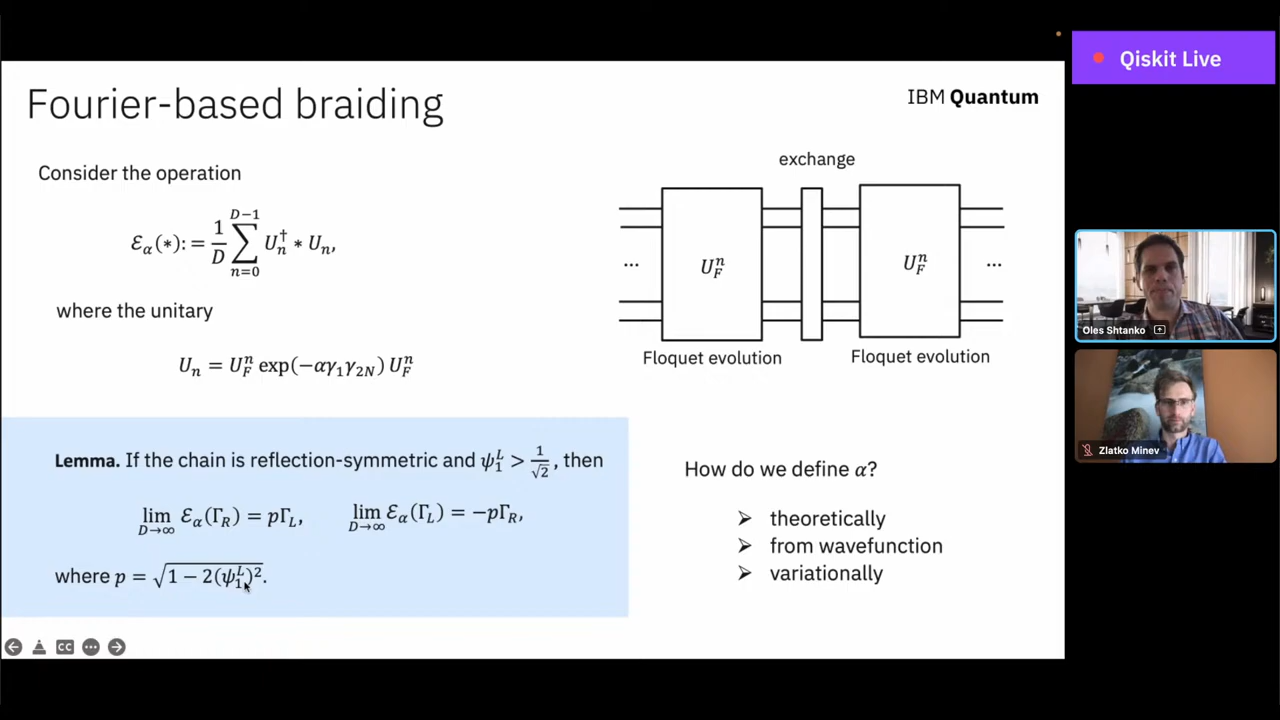 Qiskit Live
Fourier-based braiding
IBM Quantum
Consider the operation
ℰ_α(∗): = 1/D ∑_{n=0}^{D−1} U_n^† ∗ U_n,
where the unitary
U_n = U_F^n exp(−αγ_1γ_{2N}) U_F^n
exchange
... U_F^n U_F^n ...
Floquet evolution Floquet evolution
Lemma. If the chain is reflection-symmetric and ψ_1^L > 1/√2, then
lim_{D→∞} ℰ_α(Γ_R) = pΓ_L, lim_{D→∞} ℰ_α(Γ_L) = −pΓ_R,
where p = √(1 − 2(ψ_1^L)^2).
How do we define α?
➢ theoretically
➢ from wavefunction
➢ variationally
CC
Oles Shtanko
Zlatko Minev